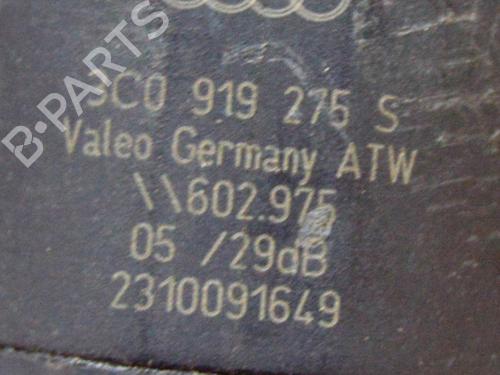 B-PARTS
3C0 919 275 S
Valeo Germany ATW
\\602.975
05 /29dB
2310091649